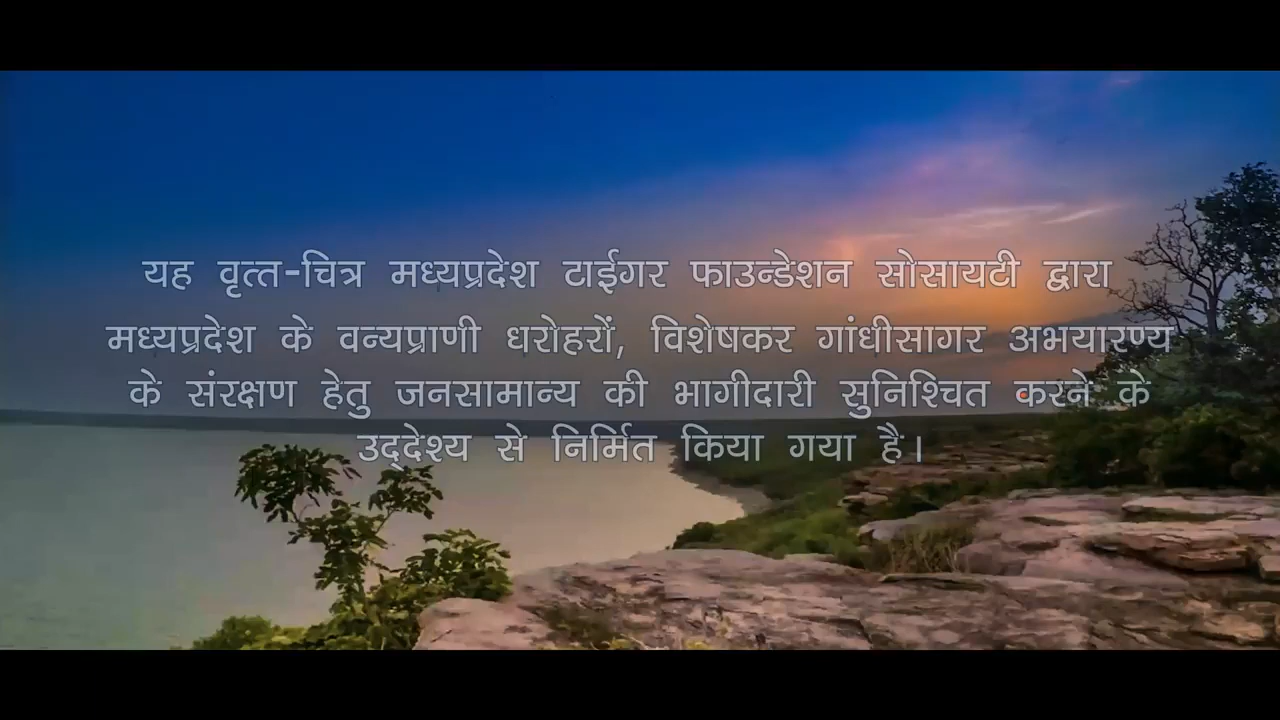 यह वृत्त-चित्र मध्यप्रदेश टाईगर फाउन्डेशन सोसायटी द्वारा
मध्यप्रदेश के वन्यप्राणी धरोहरों, विशेषकर गांधीसागर अभयारण्य
के संरक्षण हेतु जनसामान्य की भागीदारी सुनिश्चित करने के
उद्देश्य से निर्मित किया गया है।